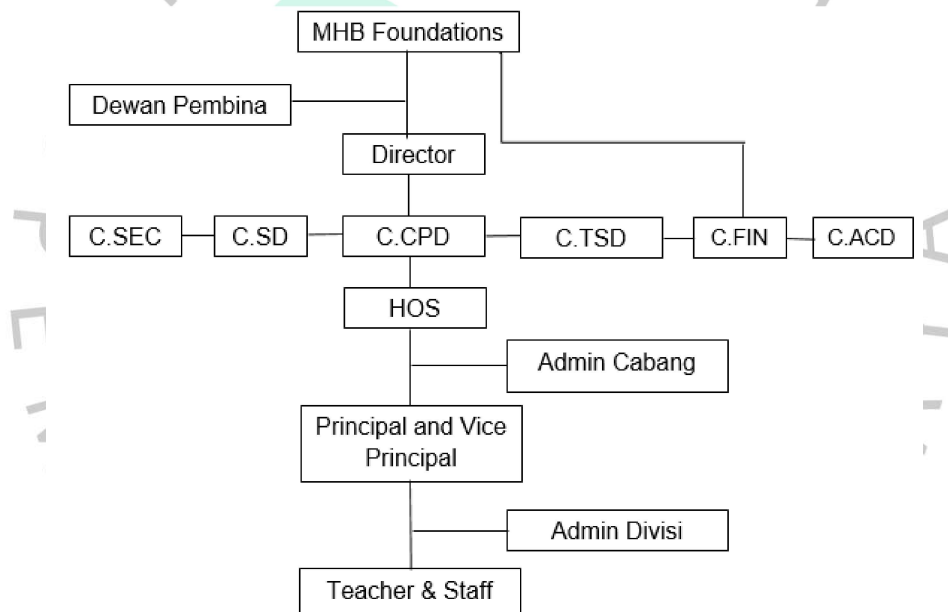 MHB Foundations
Dewan Pembina
Director
C.SEC
C.SD
C.CPD
C.TSD
C.FIN
C.ACD
HOS
Admin Cabang
Principal and Vice
Principal
Admin Divisi
Teacher & Staff